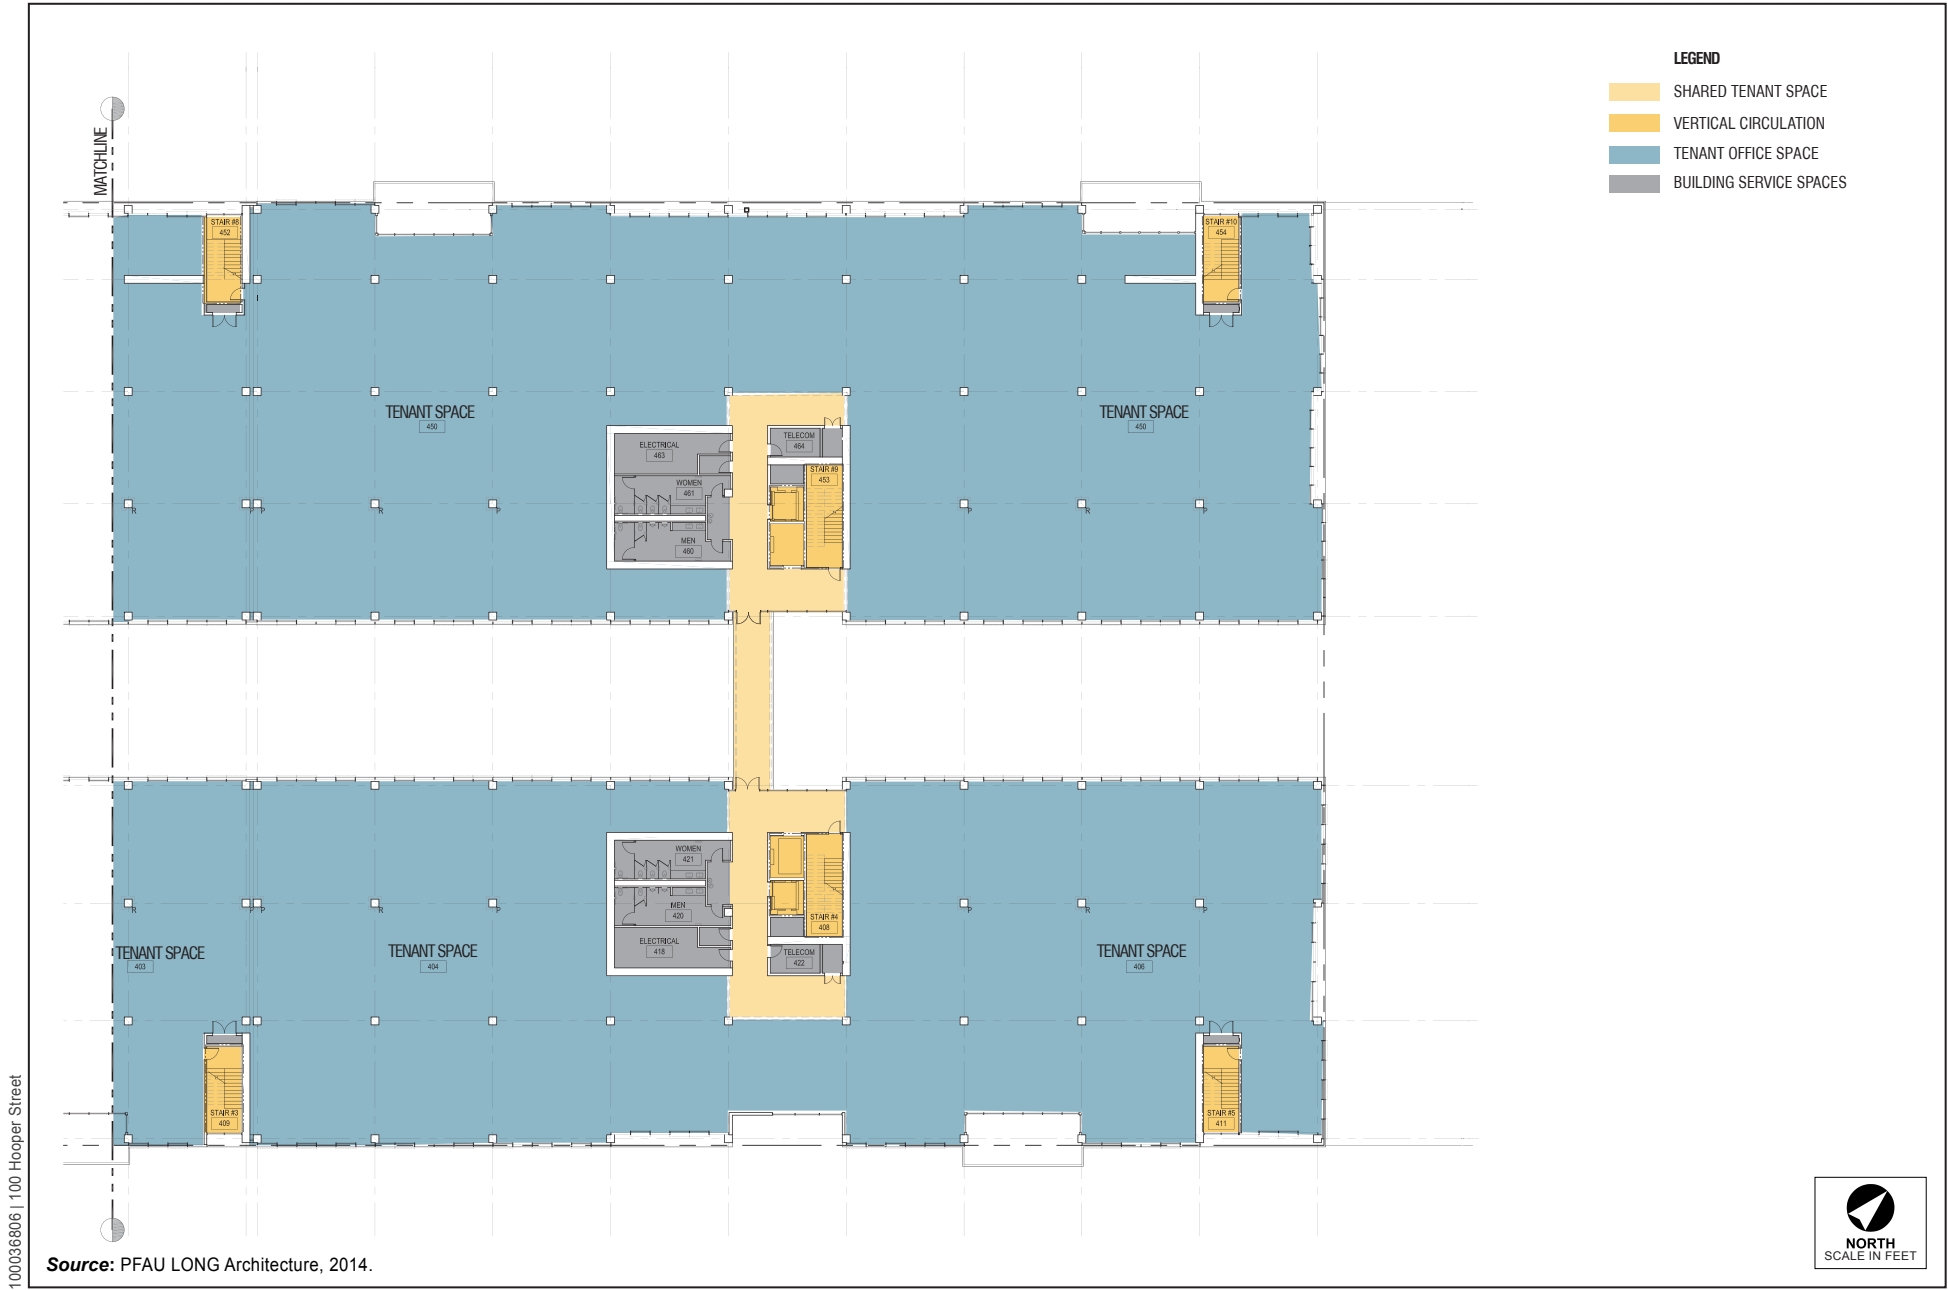 LEGEND
SHARED TENANT SPACE
VERTICAL CIRCULATION
TENANT OFFICE SPACE
BUILDING SERVICE SPACES
MATCHLINE
STAIR #10
454
452
TENANT SPACE
450
TENANT SPACE
450
ELECTRICAL
463
TELECOM
464
STAIR #9
453
WOMEN
461
MEN
460
R
P
P
R
P
P
R
P
WOMEN
421
MEN
420
ELECTRICAL
418
STAIR #4
408
TELECOM
422
R
P
P
R
P
P
R
P
TENANT SPACE
403
TENANT SPACE
404
TENANT SPACE
406
STAIR #3
409
STAIR #5
411
NORTH
SCALE IN FEET
Source: PFAU LONG Architecture, 2014.
100036806 | 100 Hooper Street